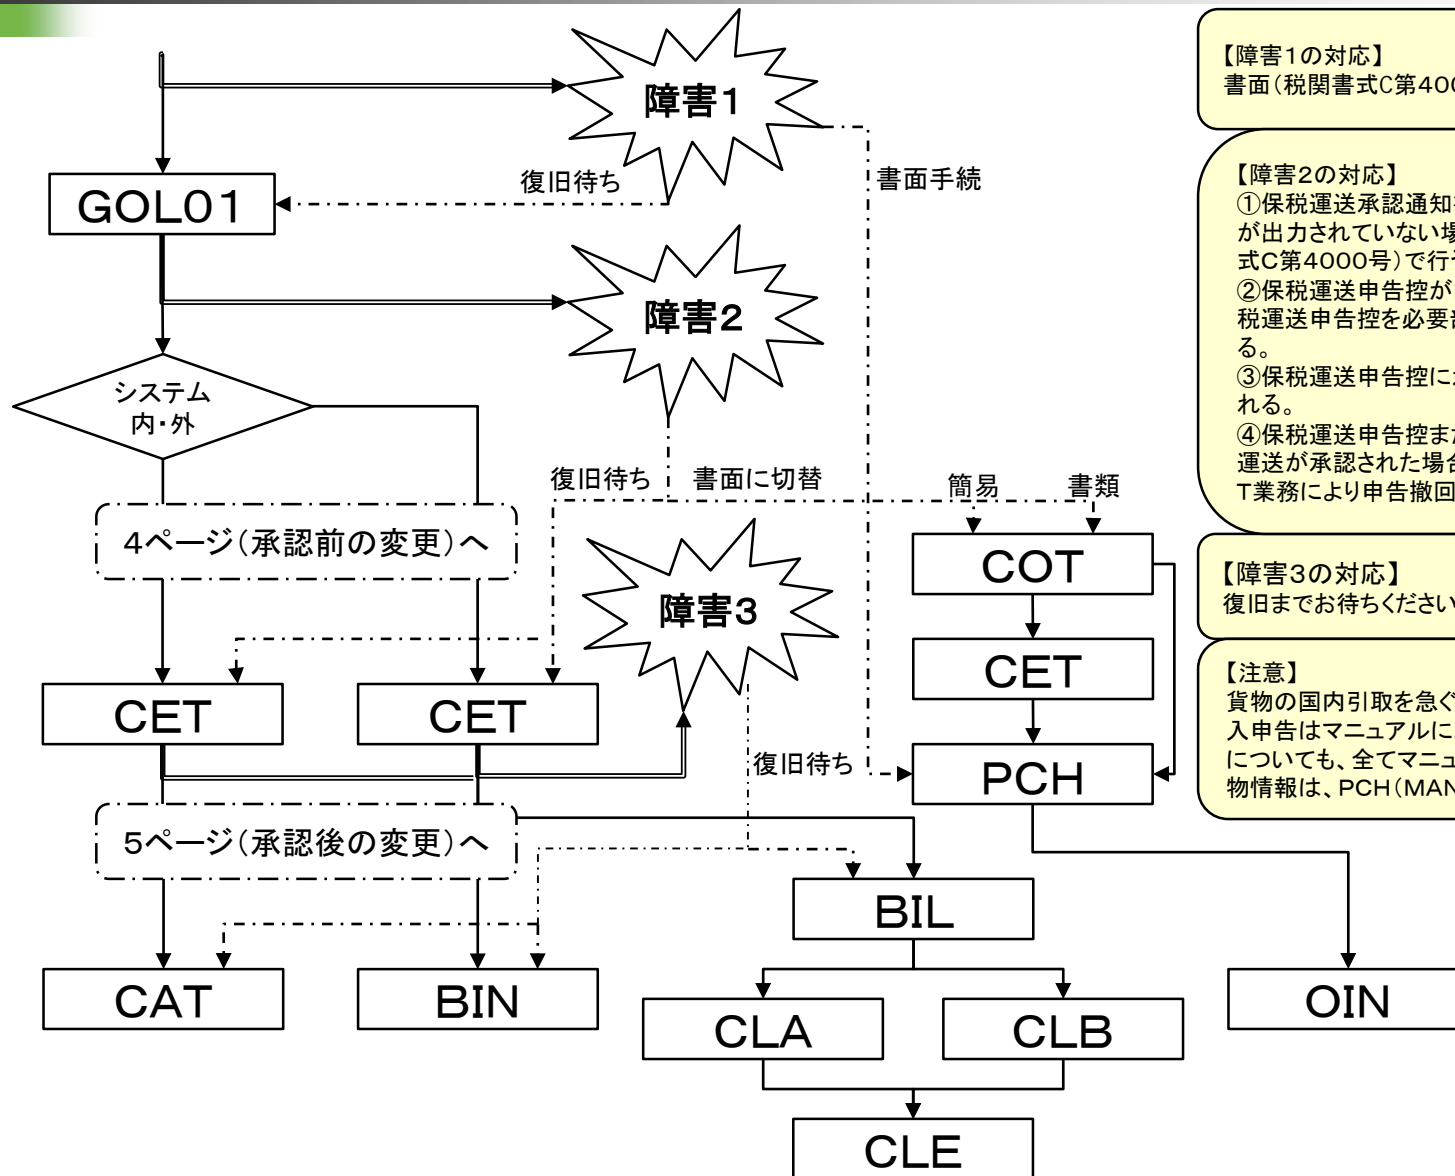 障害1
復旧待ち
書面手続
GOL01
障害2
システム
内・外
復旧待ち
書面に切替
簡易
書類
4ページ(承認前の変更)へ
障害3
COT
CET
CET
CET
復旧待ち
PCH
5ページ(承認後の変更)へ
BIL
CAT
BIN
CLA
CLB
OIN
CLE
【障害1の対応】
書面(税関書式C第400
【障害2の対応】
①保税運送承認通知
が出力されていない場
式C第4000号)で行
②保税運送申告控が
税運送申告控を必要
る。
③保税運送申告控に
れる。
④保税運送申告控ま
運送が承認された場合
T業務により申告撤回
【障害3の対応】
復旧までお待ちください
【注意】
貨物の国内引取を急ぐ
入申告はマニュアルに
についても、全てマニュ
物情報は、PCH(MAN